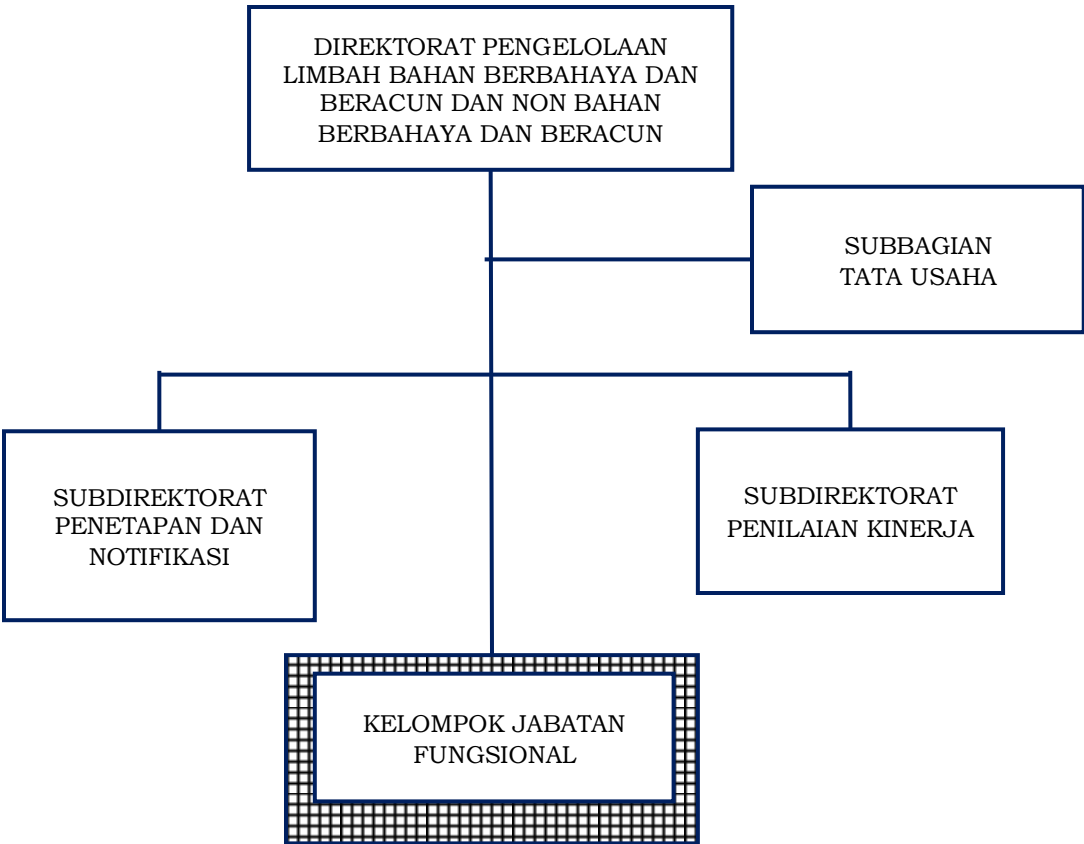 DIREKTORAT PENGELOLAAN
LIMBAH BAHAN BERBAHAYA DAN
BERACUN DAN NON BAHAN
BERBAHAYA DAN BERACUN
SUBBAGIAN
TATA USAHA
SUBDIREKTORAT
PENETAPAN DAN
NOTIFIKASI
SUBDIREKTORAT
PENILAIAN KINERJA
KELOMPOK JABATAN
FUNGSIONAL